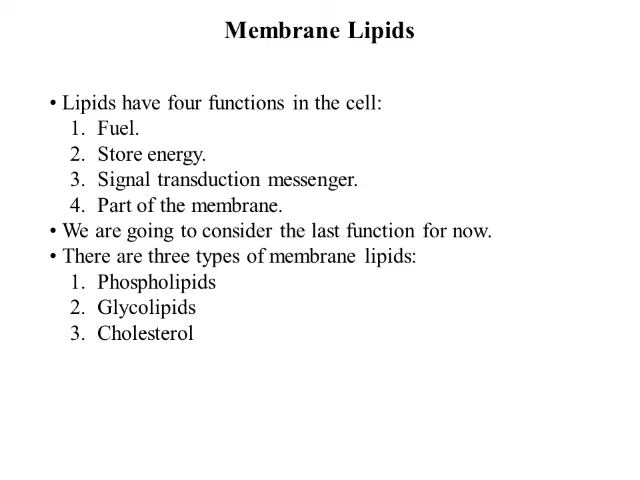 Membrane Lipids
• Lipids have four functions in the cell:
1. Fuel.
2. Store energy.
3. Signal transduction messenger.
4. Part of the membrane.
• We are going to consider the last function for now.
• There are three types of membrane lipids:
1. Phospholipids
2. Glycolipids
3. Cholesterol